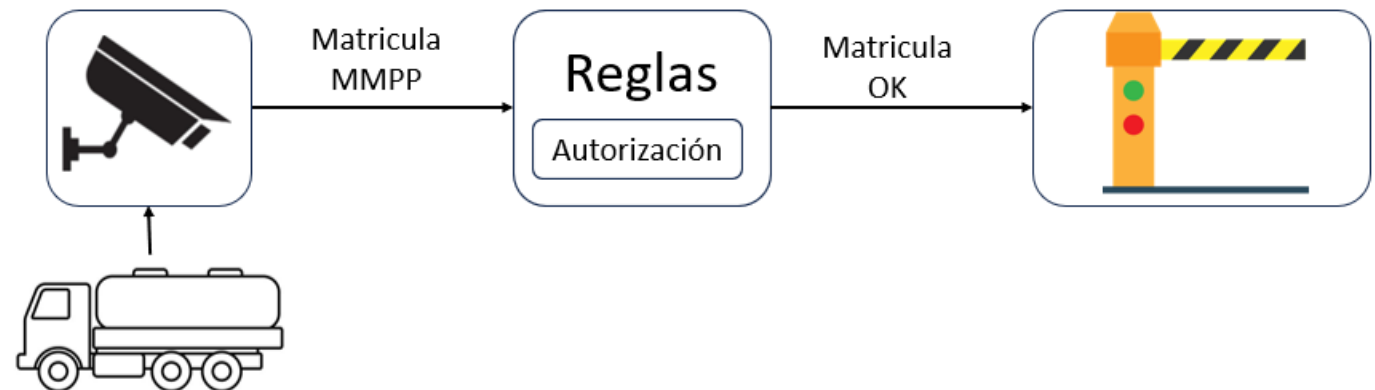 Matricula
MMPP
Reglas
Autorización
Matricula
OK